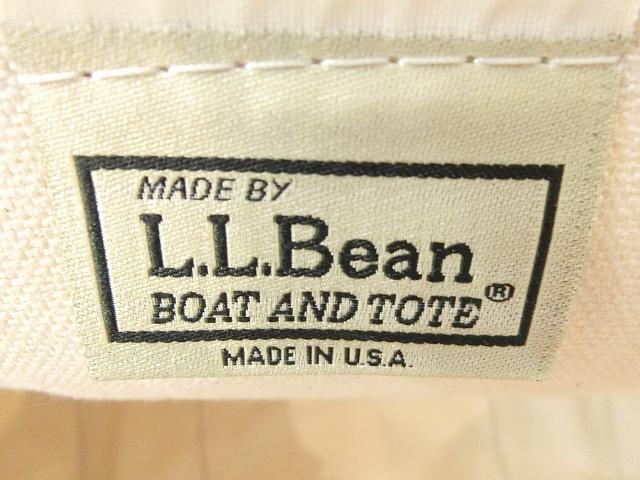 MADE BY
L.L.Bean
BOAT AND TOTE®
MADE IN U.S.A.